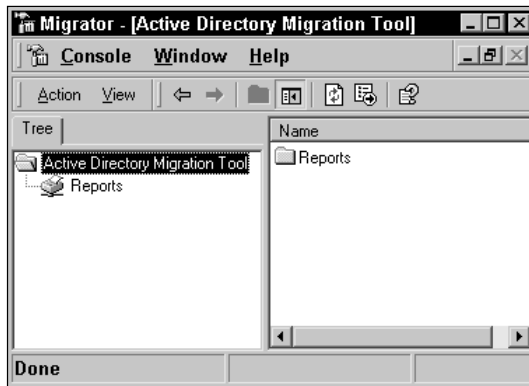 Migrator - [Active Directory Migration Tool]
Console Window Help
Action View
Tree
Name
Active Directory Migration Tool
Reports
Reports
Done